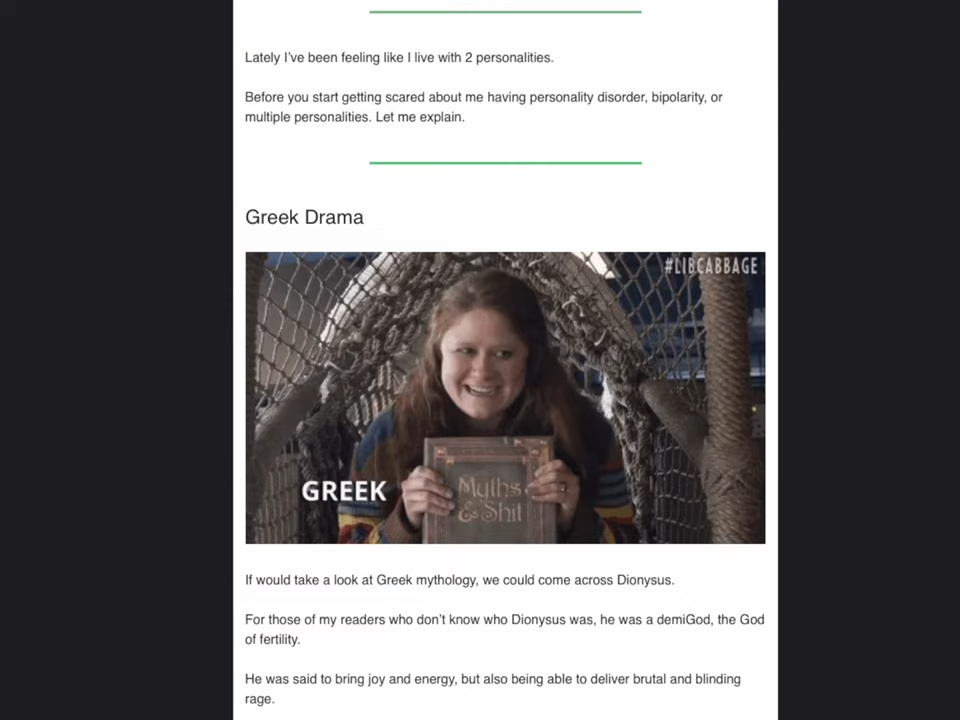 Lately I've been feeling like I live with 2 personalities.
Before you start getting scared about me having personality disorder, bipolarity, or
multiple personalities. Let me explain.
Greek Drama
#LIBCABBAGE
GREEK
Myths
& Shit
If would take a look at Greek mythology, we could come across Dionysus.
For those of my readers who don't know who Dionysus was, he was a demiGod, the God
of fertility.
He was said to bring joy and energy, but also being able to deliver brutal and blinding
rage.